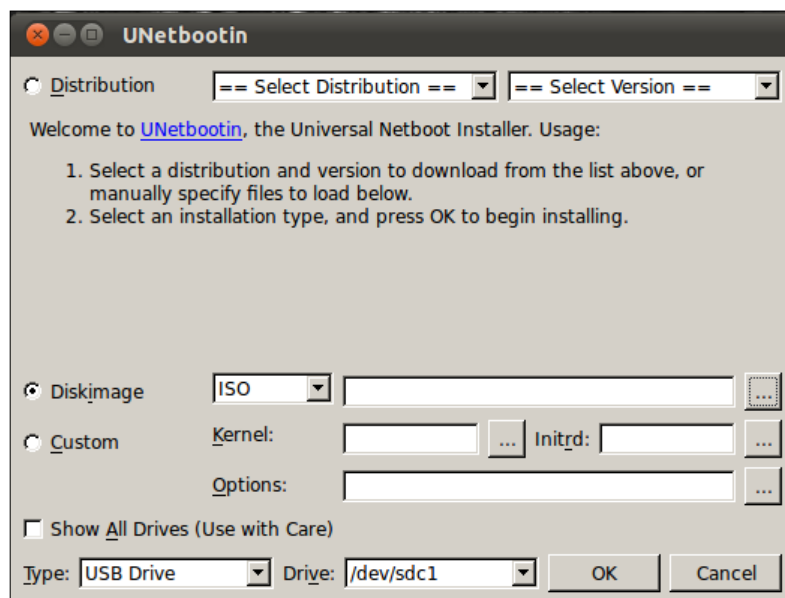 UNetbootin
Distribution == Select Distribution == == Select Version ==
Welcome to UNetbootin, the Universal Netboot Installer. Usage:
1. Select a distribution and version to download from the list above, or
manually specify files to load below.
2. Select an installation type, and press OK to begin installing.
Diskimage ISO ...
Custom Kernel: ... Initrd: ...
Options: ...
Show All Drives (Use with Care)
Type: USB Drive Drive: /dev/sdc1 OK Cancel